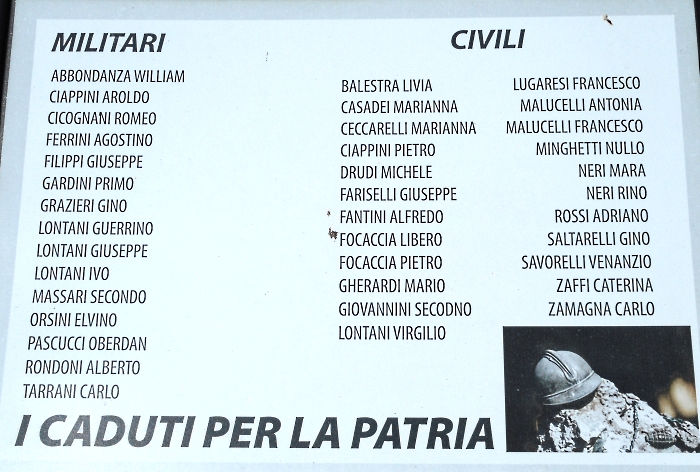 MILITARI
ABBONDANZA WILLIAM
CIAPPINI AROLDO
CICOGNANI ROMEO
FERRINI AGOSTINO
FILIPPI GIUSEPPE
GARDINI PRIMO
GRAZIERI GINO
LONTANI GUERRINO
LONTANI GIUSEPPE
LONTANI IVO
MASSARI SECONDO
ORSINI ELVINO
PASCUCCI OBERDAN
RONDONI ALBERTO
TARRANI CARLO
CIVILI
BALESTRA LIVIA
CASADEI MARIANNA
CECCARELLI MARIANNA
CIAPPINI PIETRO
DRUDI MICHELE
FARISELLI GIUSEPPE
FANTINI ALFREDO
FOCACCIA LIBERO
FOCACCIA PIETRO
GHERARDI MARIO
GIOVANNINI SECODNO
LONTANI VIRGILIO
LUGARESI FRANCESCO
MALUCELLI ANTONIA
MALUCELLI FRANCESCO
MINGHETTI NULLO
NERI MARA
NERI RINO
ROSSI ADRIANO
SALTARELLI GINO
SAVORELLI VENANZIO
ZAFFI CATERINA
ZAMAGNA CARLO
I CADUTI PER LA PATRIA